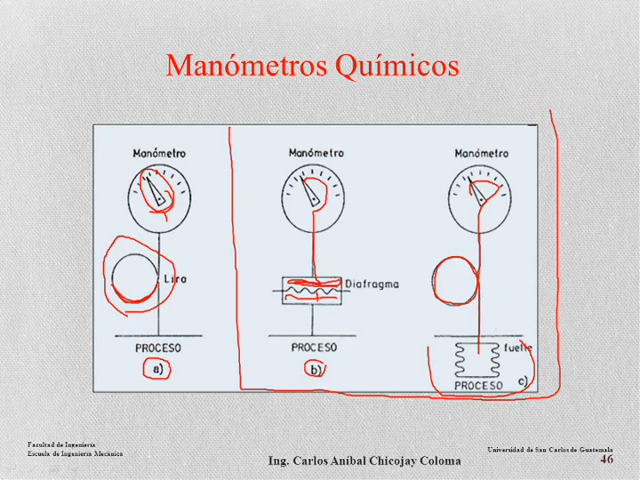 Manómetros Químicos
Manómetro
Manómetro
Manómetro
Lira
Diafragma
PROCESO
PROCESO
fuelle
PROCESO
a)
b)
c)
Facultad de Ingeniería
Escuela de Ingeniería Mecánica
Ing. Carlos Aníbal Chicojay Coloma
Universidad de San Carlos de Guatemala
46